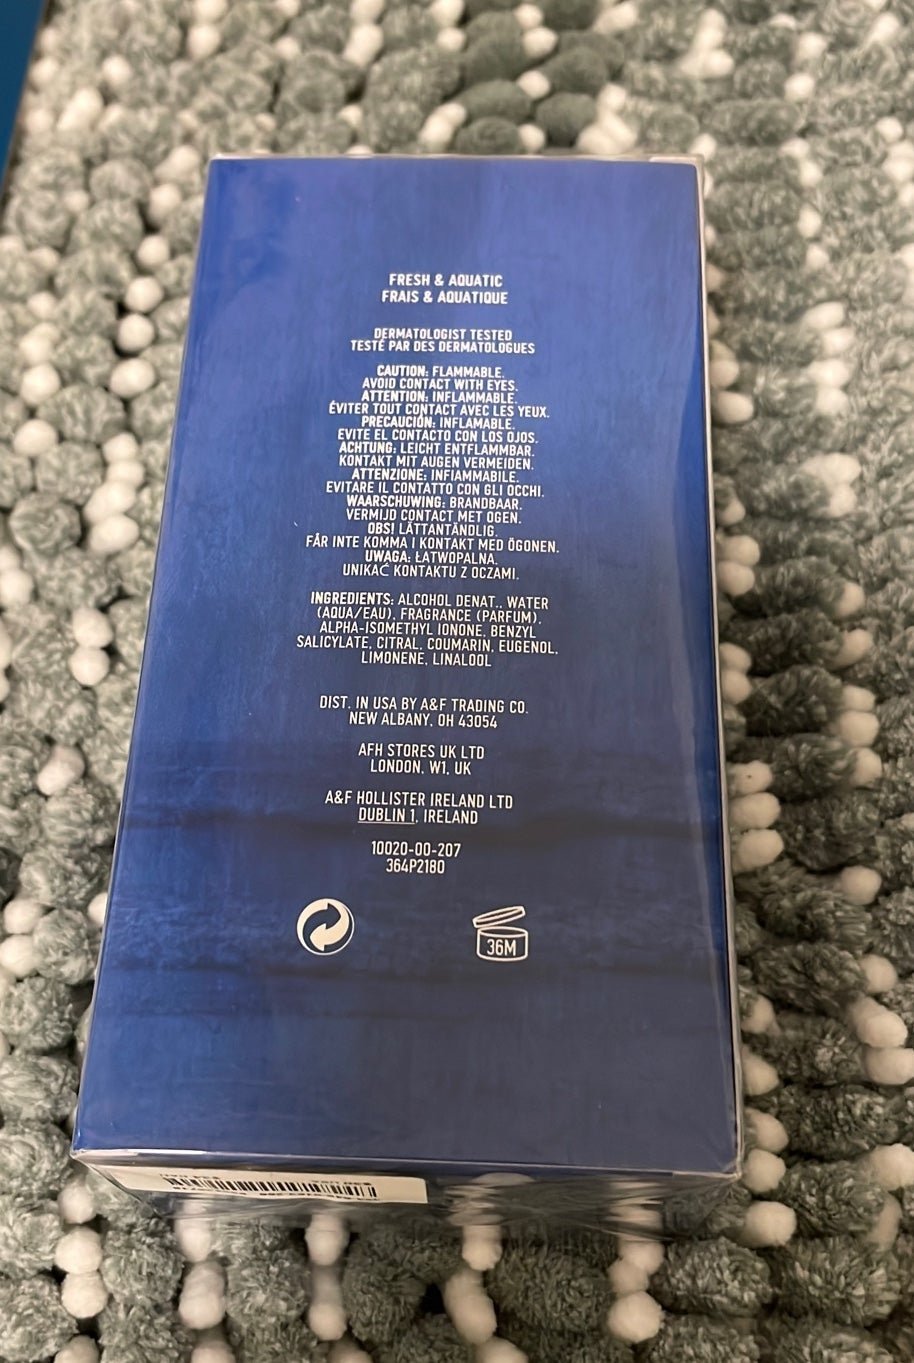 FRESH & AQUATIC
FRAIS & AQUATIQUE
DERMATOLOGIST TESTED
TESTÉ PAR DES DERMATOLOGUES
CAUTION: FLAMMABLE.
AVOID CONTACT WITH EYES.
ATTENTION: INFLAMMABLE.
ÉVITER TOUT CONTACT AVEC LES YEUX.
PRECAUCIÓN: INFLAMABLE.
EVITE EL CONTACTO CON LOS OJOS.
ACHTUNG: LEICHT ENTFLAMMBAR.
KONTAKT MIT AUGEN VERMEIDEN.
ATTENZIONE: INFIAMMABILE.
EVITARE IL CONTATTO CON GLI OCCHI.
WAARSCHUWING: BRANDBAAR.
VERMIJD CONTACT MET OGEN.
OBS! LÄTTANTÄNDLIG.
FÅR INTE KOMMA I KONTAKT MED ÖGONEN.
UWAGA: ŁATWOPALNA.
UNIKAĆ KONTAKTU Z OCZAMI.
INGREDIENTS: ALCOHOL DENAT., WATER
(AQUA/EAU), FRAGRANCE (PARFUM),
ALPHA-ISOMETHYL IONONE, BENZYL
SALICYLATE, CITRAL, COUMARIN, EUGENOL,
LIMONENE, LINALOOL
DIST. IN USA BY A&F TRADING CO.
NEW ALBANY, OH 43054
AFH STORES UK LTD
LONDON, W1, UK
A&F HOLLISTER IRELAND LTD
DUBLIN 1, IRELAND
10020-00-207
364P2180
36M